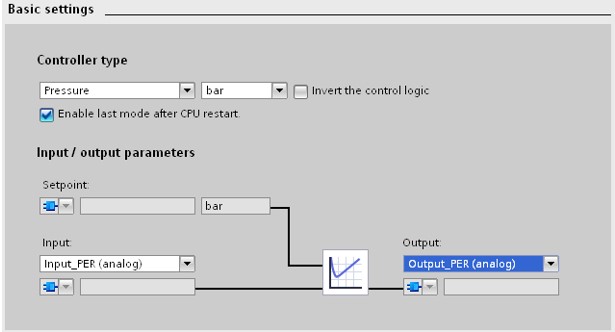 Basic settings
Controller type
Pressure bar Invert the control logic
Enable last mode after CPU restart.
Input / output parameters
Setpoint:
bar
Input: Output:
Input_PER (analog) Output_PER (analog)